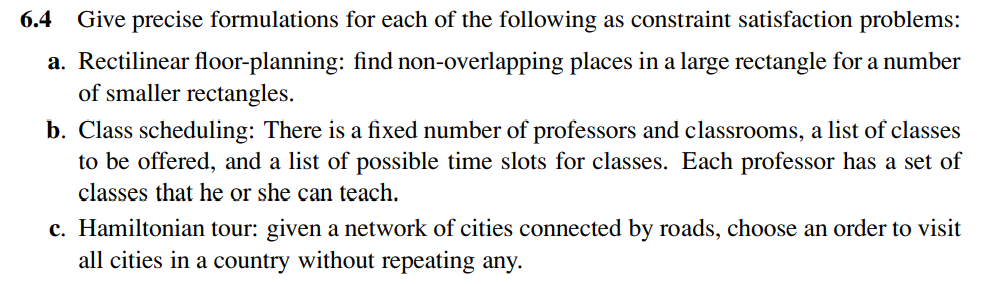 6.4 Give precise formulations for each of the following as constraint satisfaction problems:
a. Rectilinear floor-planning: find non-overlapping places in a large rectangle for a number
of smaller rectangles.
b. Class scheduling: There is a fixed number of professors and classrooms, a list of classes
to be offered, and a list of possible time slots for classes. Each professor has a set of
classes that he or she can teach.
c. Hamiltonian tour: given a network of cities connected by roads, choose an order to visit
all cities in a country without repeating any.